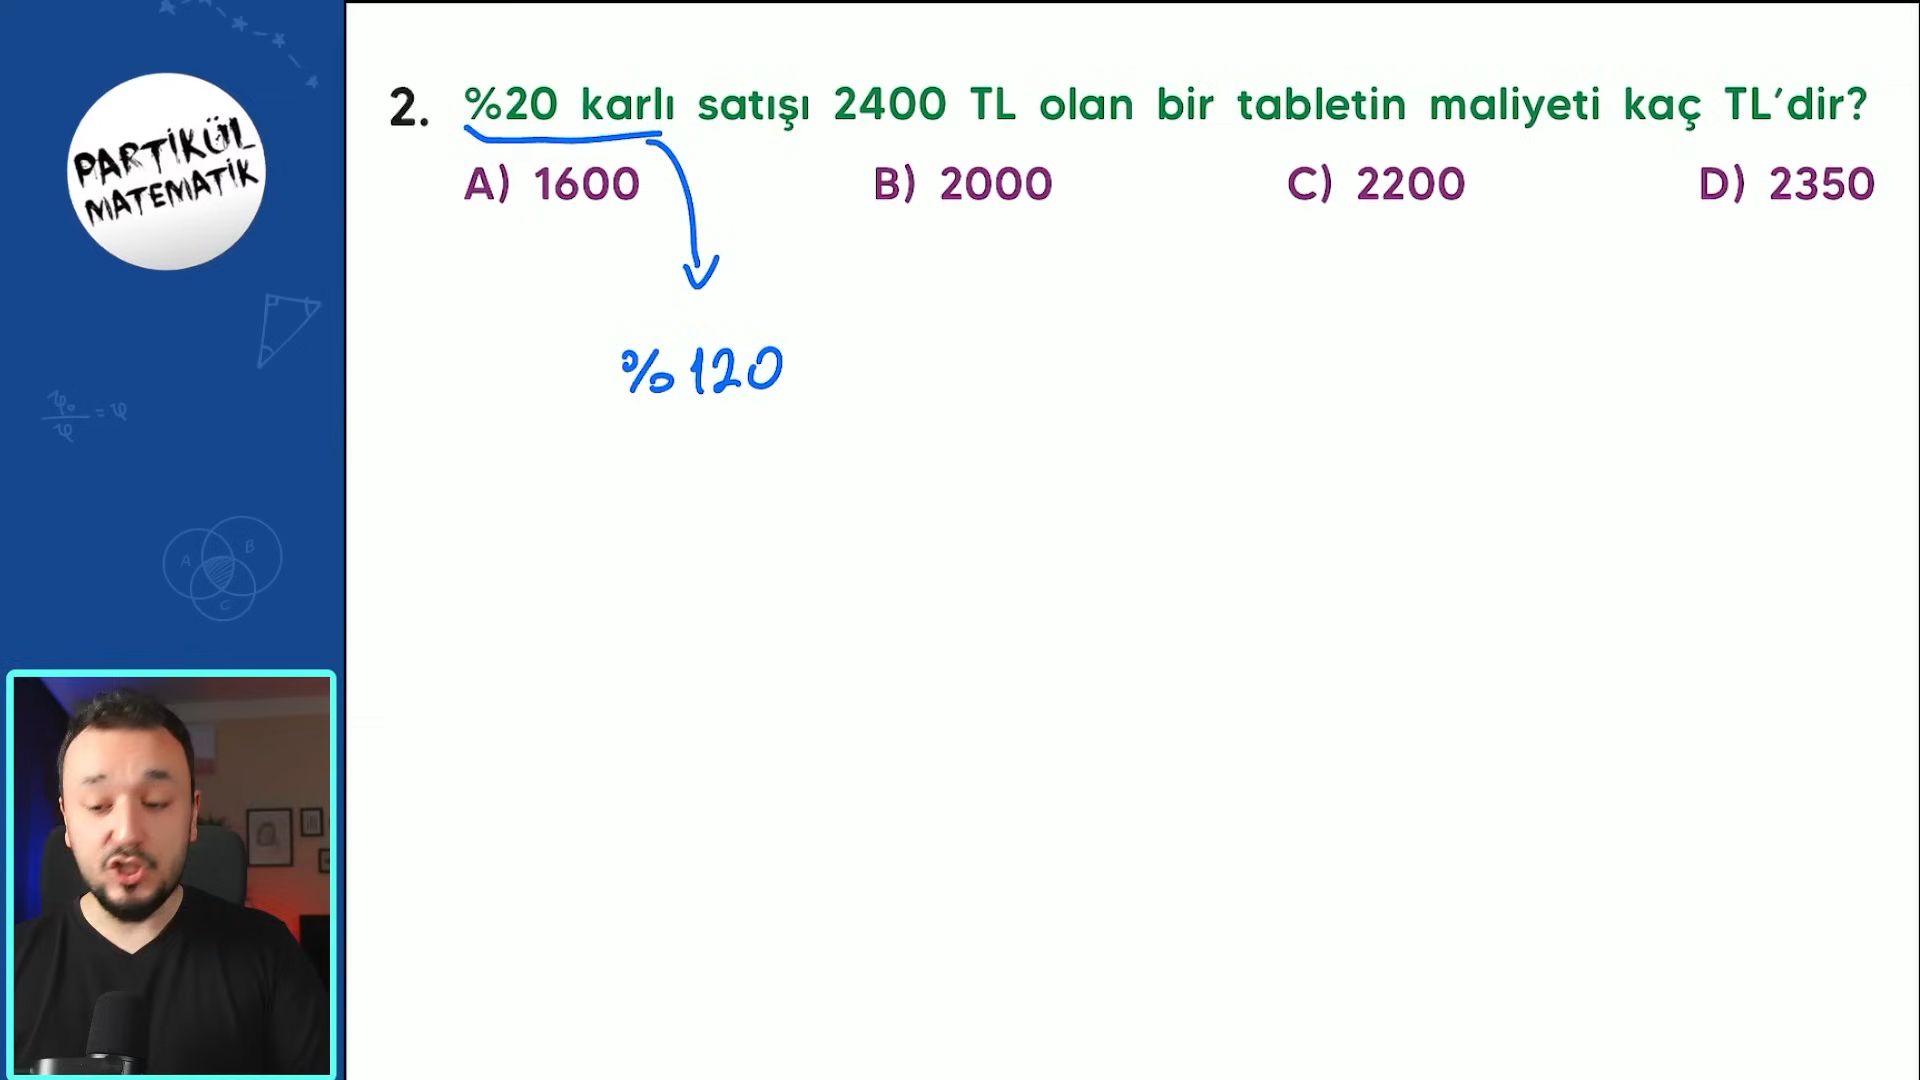 PARTİKÜL
MATEMATİK
2. %20 karlı satışı 2400 TL olan bir tabletin maliyeti kaç TL'dir?
A) 1600 B) 2000 C) 2200 D) 2350
%120
φ₀/φ = φ
A B
C